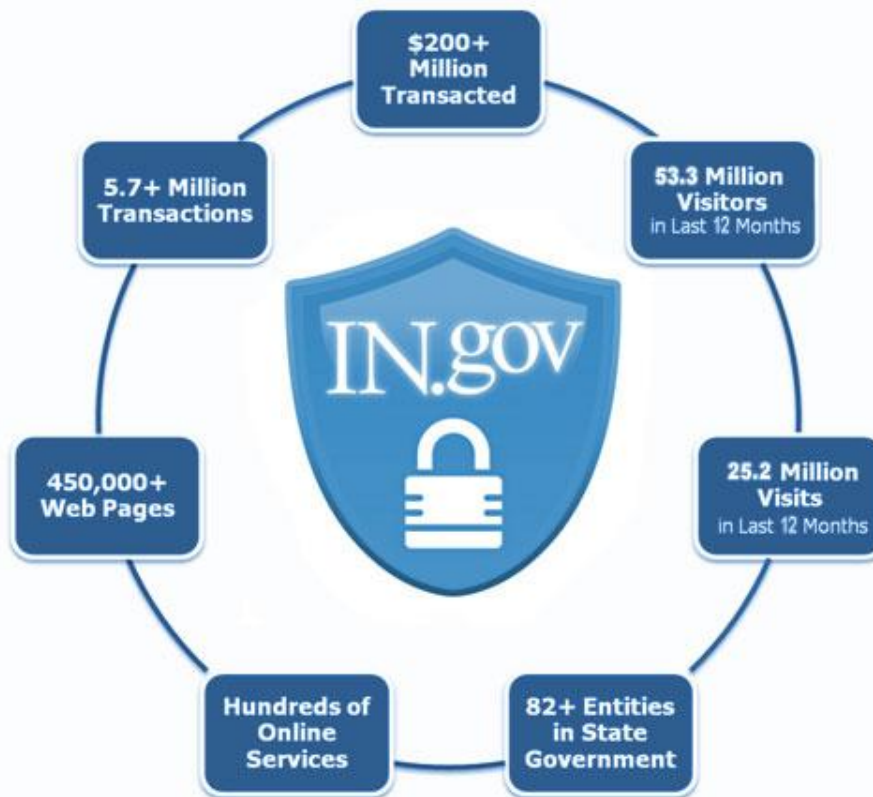 $200+
Million
Transacted
53.3 Million
Visitors
in Last 12 Months
25.2 Million
Visits
in Last 12 Months
82+ Entities
in State
Government
Hundreds of
Online
Services
450,000+
Web Pages
5.7+ Million
Transactions
IN.gov